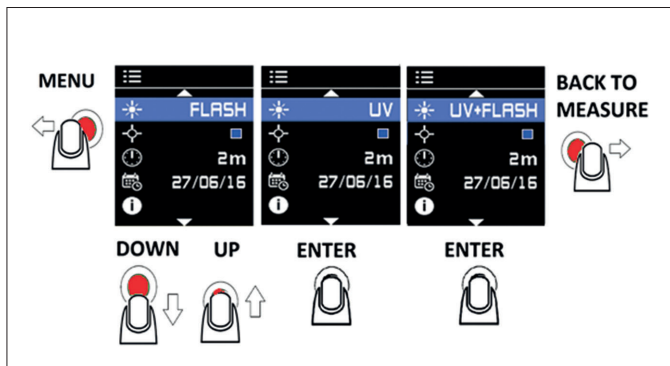 MENU
FLASH
2m
27/06/16
UV
2m
27/06/16
UV+FLASH
2m
27/06/16
BACK TO
MEASURE
DOWN UP ENTER ENTER